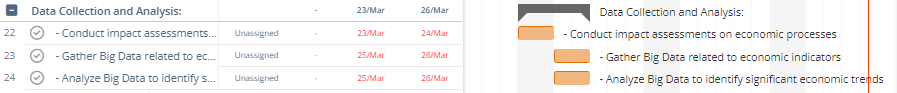 Data Collection and Analysis: - 23/Mar 26/Mar Data Collection and Analysis:
22 - Conduct impact assessments... Unassigned - 23/Mar 24/Mar - Conduct impact assessments on economic processes
23 - Gather Big Data related to ec... Unassigned - 25/Mar 26/Mar - Gather Big Data related to economic indicators
24 - Analyze Big Data to identify s... Unassigned - 25/Mar 26/Mar - Analyze Big Data to identify significant economic trends